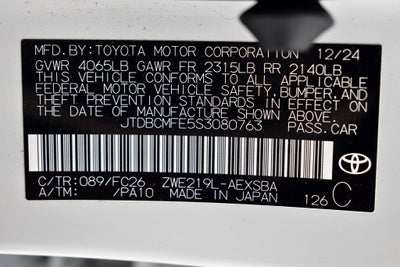 MFD.BY:TOYOTA MOTOR CORPORATION 12/24
GVWR 4065LB GAWR FR 2315LB RR 2140LB
THIS VEHICLE CONFORMS TO ALL APPLICABLE
FEDERAL MOTOR VEHICLE SAFETY, BUMPER, AND
THEFT PREVENTION STANDARDS IN EFFECT ON
THE DATE OF MANUFACTURE SHOWN ABOVE.
JTDBCMFE5S3080763 PASS.CAR
C/TR:089/FC26 ZWE219L-AEXSBA
A/TM: /PA10 MADE IN JAPAN 126 C
TOYOTA